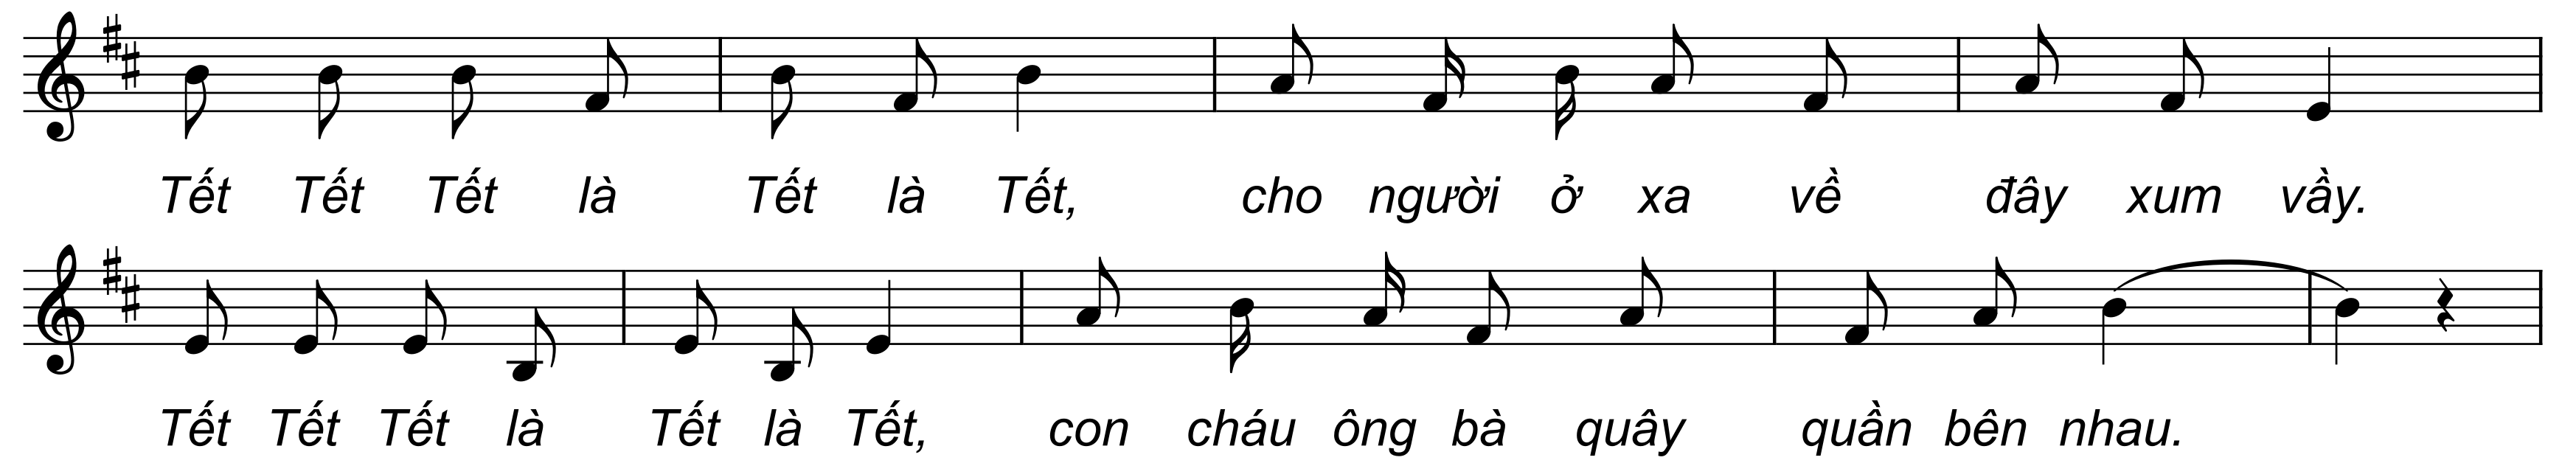 Tết Tết Tết là Tết là Tết, cho người ở xa về đây xum vầy.
Tết Tết Tết là Tết là Tết, con cháu ông bà quây quần bên nhau.